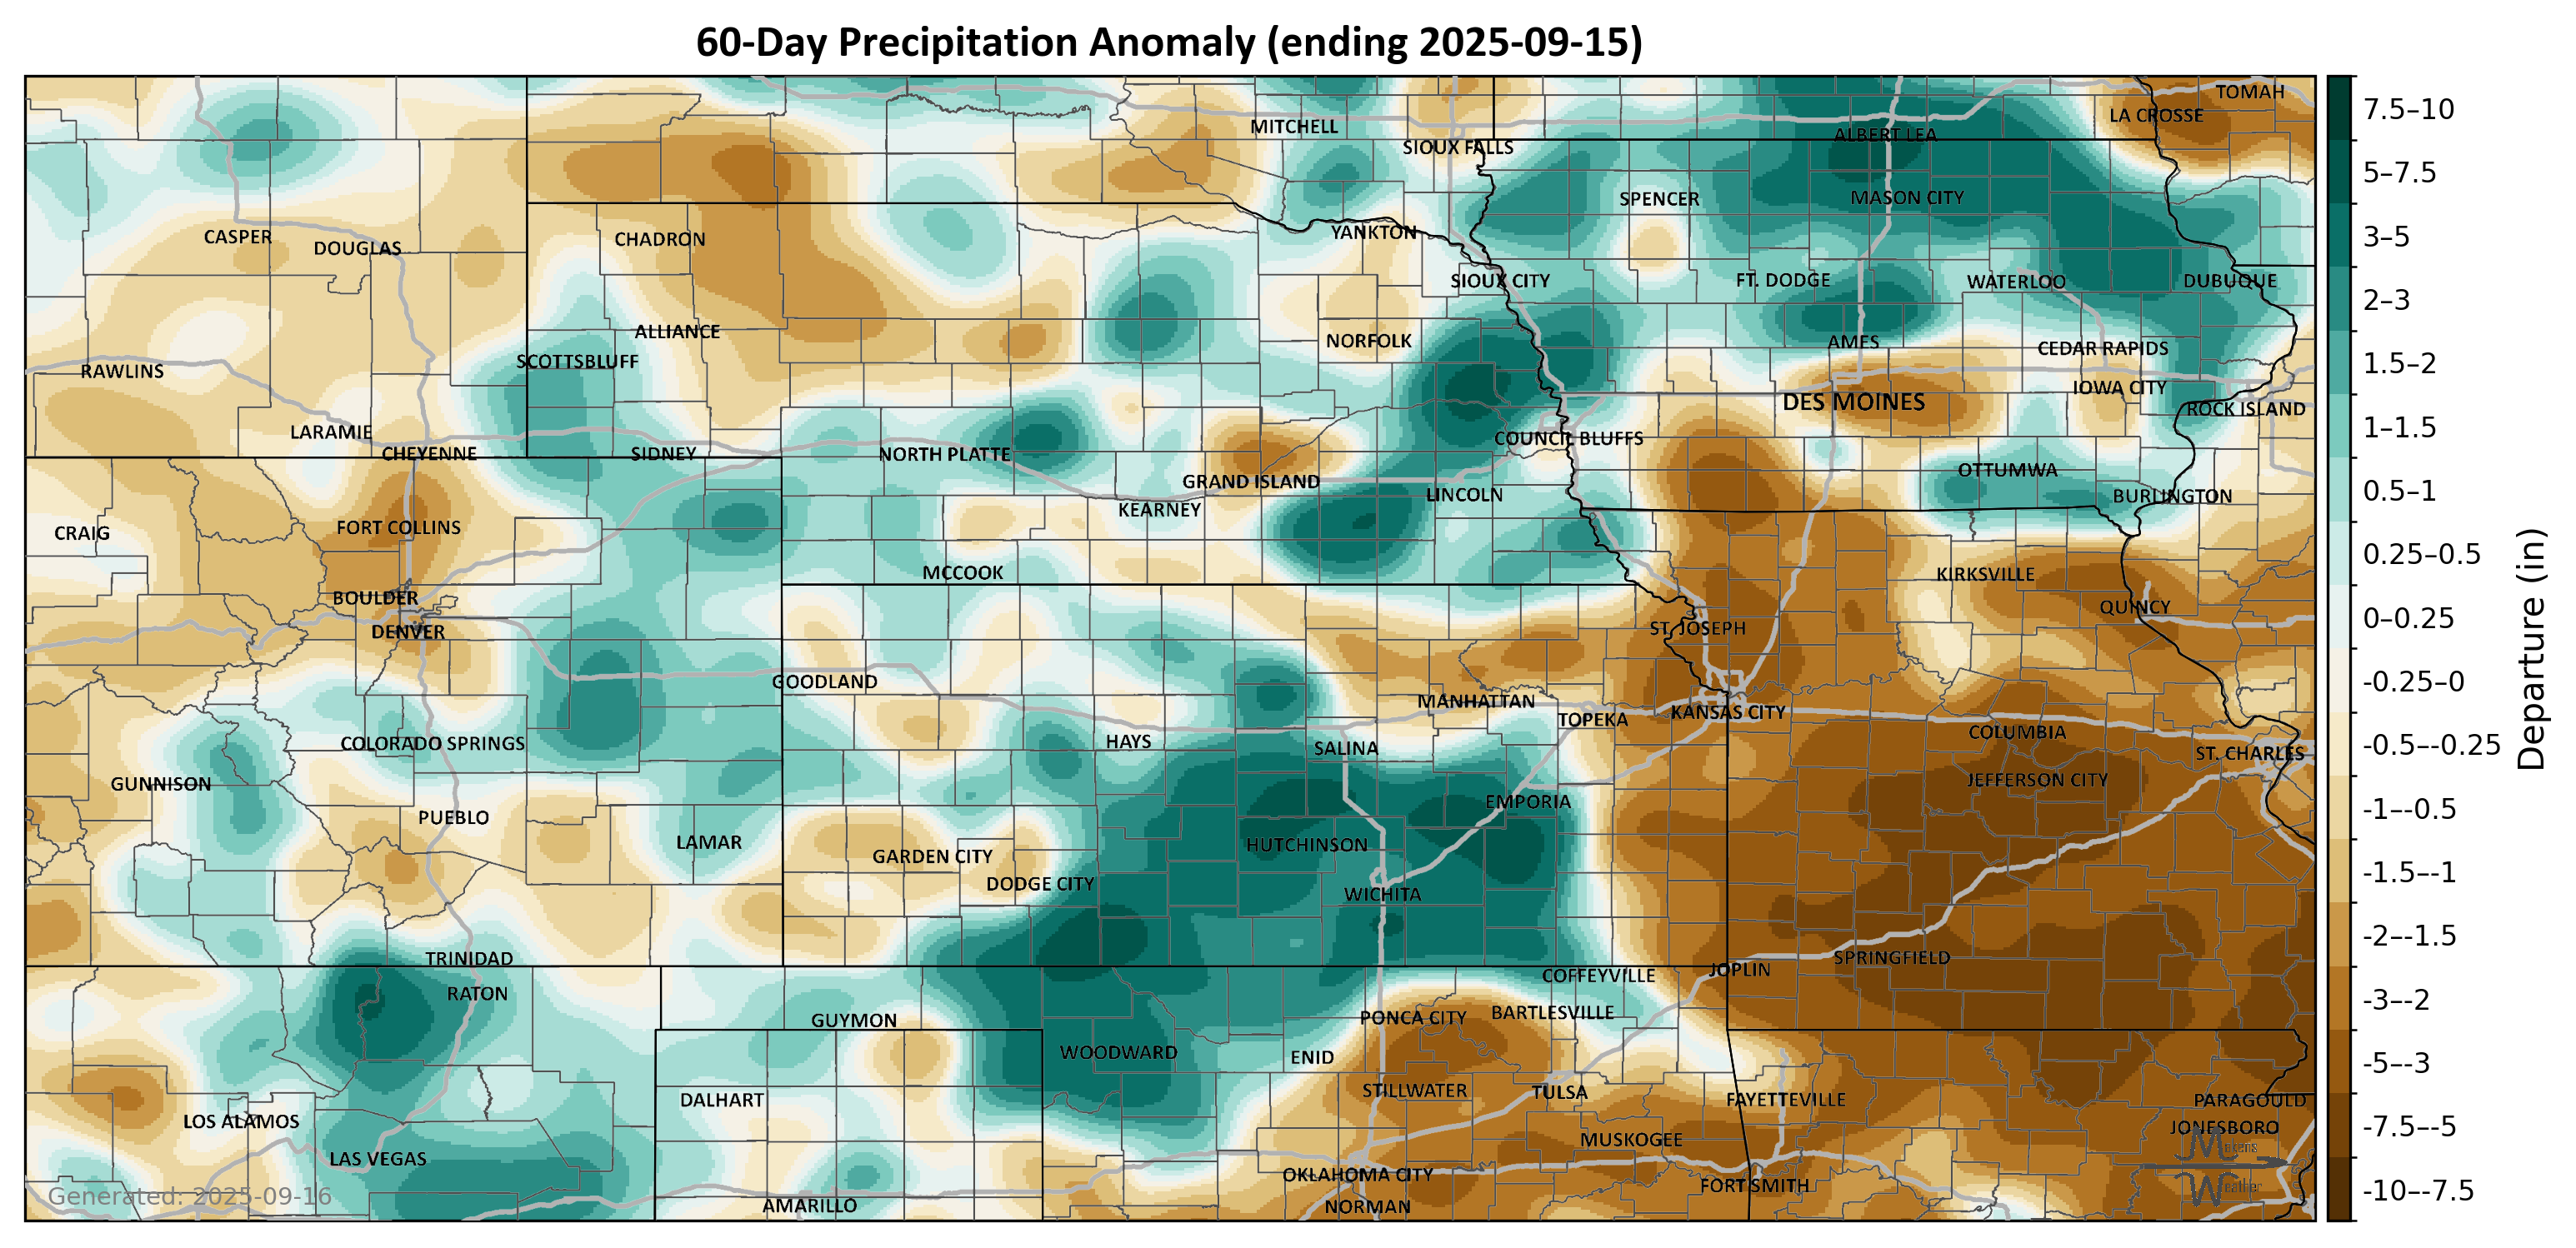 60-Day Precipitation Anomaly (ending 2025-09-15)
TOMAH
LA CROSSE
MITCHELL
ALBERT LEA
SIOUX FALLS
SPENCER
MASON CITY
CASPER
DOUGLAS
CHADRON
YANKTON
SIOUX CITY
FT. DODGE
WATERLOO
DUBUQUE
ALLIANCE
NORFOLK
AMES
CEDAR RAPIDS
SCOTTSBLUFF
RAWLINS
IOWA CITY
DES MOINES
ROCK ISLAND
LARAMIE
COUNCIL BLUFFS
CHEYENNE
SIDNEY
NORTH PLATTE
OTTUMWA
GRAND ISLAND
LINCOLN
BURLINGTON
KEARNEY
CRAIG
FORT COLLINS
MCCOOK
KIRKSVILLE
BOULDER
QUINCY
DENVER
ST. JOSEPH
GOODLAND
MANHATTAN
KANSAS CITY
TOPEKA
COLUMBIA
COLORADO SPRINGS
HAYS
SALINA
ST. CHARLES
GUNNISON
JEFFERSON CITY
EMPORIA
PUEBLO
LAMAR
HUTCHINSON
GARDEN CITY
DODGE CITY
WICHITA
TRINIDAD
SPRINGFIELD
JOPLIN
COFFEYVILLE
RATON
BARTLESVILLE
PONCA CITY
GUYMON
WOODWARD
ENID
STILLWATER
TULSA
DALHART
FAYETTEVILLE
PARAGOULD
LOS ALAMOS
JONESBORO
MUSKOGEE
LAS VEGAS
OKLAHOMA CITY
FORT SMITH
AMARILLO
NORMAN
Generated: 2025-09-16
Makens
Weather
7.5–10
5–7.5
3–5
2–3
1.5–2
1–1.5
0.5–1
0.25–0.5
0–0.25
-0.25–0
-0.5–-0.25
-1–-0.5
-1.5–-1
-2–-1.5
-3–-2
-5–-3
-7.5–-5
-10–-7.5
Departure (in)